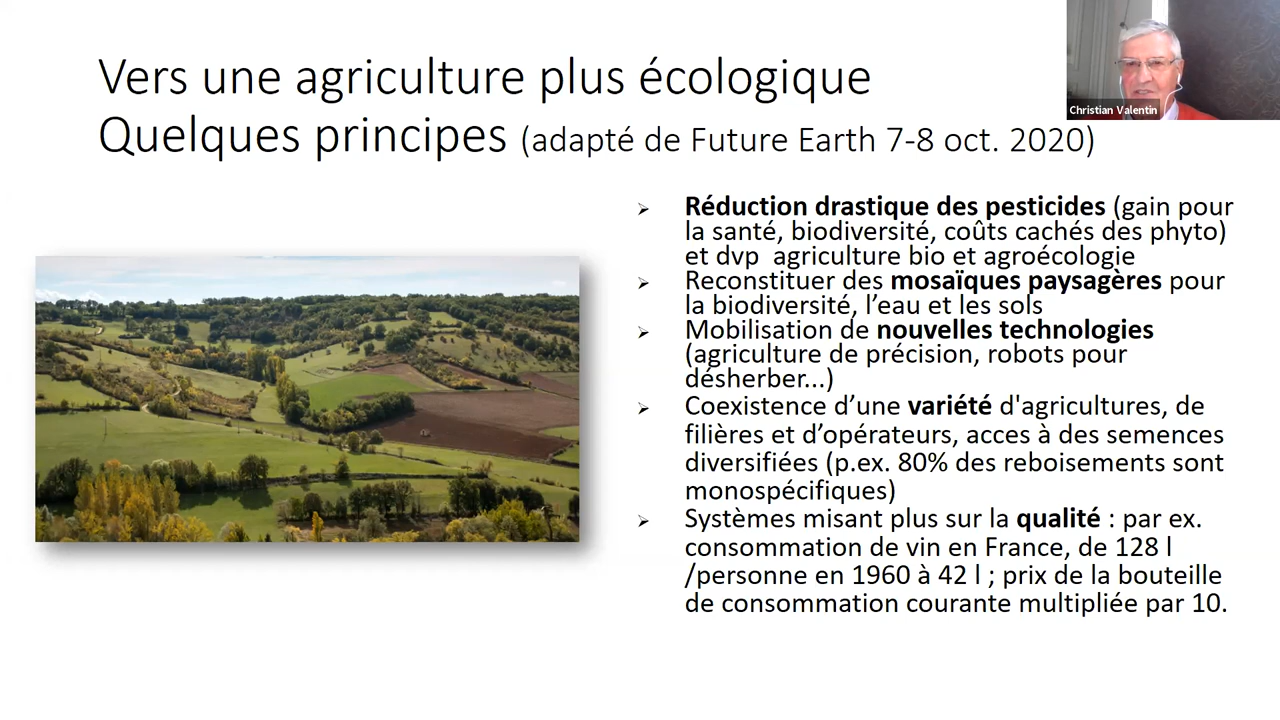 Vers une agriculture plus écologique
Quelques principes (adapté de Future Earth 7-8 oct. 2020)
Christian Valentin
➢ Réduction drastique des pesticides (gain pour
la santé, biodiversité, coûts cachés des phyto)
et dvp agriculture bio et agroécologie
➢ Reconstituer des mosaïques paysagères pour
la biodiversité, l’eau et les sols
➢ Mobilisation de nouvelles technologies
(agriculture de précision, robots pour
désherber...)
➢ Coexistence d’une variété d'agricultures, de
filières et d’opérateurs, acces à des semences
diversifiées (p.ex. 80% des reboisements sont
monospécifiques)
➢ Systèmes misant plus sur la qualité : par ex.
consommation de vin en France, de 128 l
/personne en 1960 à 42 l ; prix de la bouteille
de consommation courante multipliée par 10.